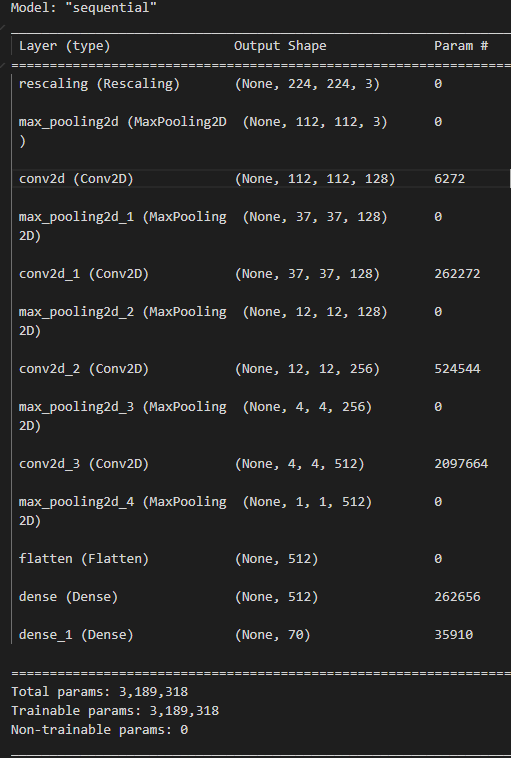 Model: "sequential"
Layer (type) Output Shape Param #
=================================================================
rescaling (Rescaling) (None, 224, 224, 3) 0
max_pooling2d (MaxPooling2D (None, 112, 112, 3) 0
)
conv2d (Conv2D) (None, 112, 112, 128) 6272
max_pooling2d_1 (MaxPooling (None, 37, 37, 128) 0
2D)
conv2d_1 (Conv2D) (None, 37, 37, 128) 262272
max_pooling2d_2 (MaxPooling (None, 12, 12, 128) 0
2D)
conv2d_2 (Conv2D) (None, 12, 12, 256) 524544
max_pooling2d_3 (MaxPooling (None, 4, 4, 256) 0
2D)
conv2d_3 (Conv2D) (None, 4, 4, 512) 2097664
max_pooling2d_4 (MaxPooling (None, 1, 1, 512) 0
2D)
flatten (Flatten) (None, 512) 0
dense (Dense) (None, 512) 262656
dense_1 (Dense) (None, 70) 35910
=================================================================
Total params: 3,189,318
Trainable params: 3,189,318
Non-trainable params: 0